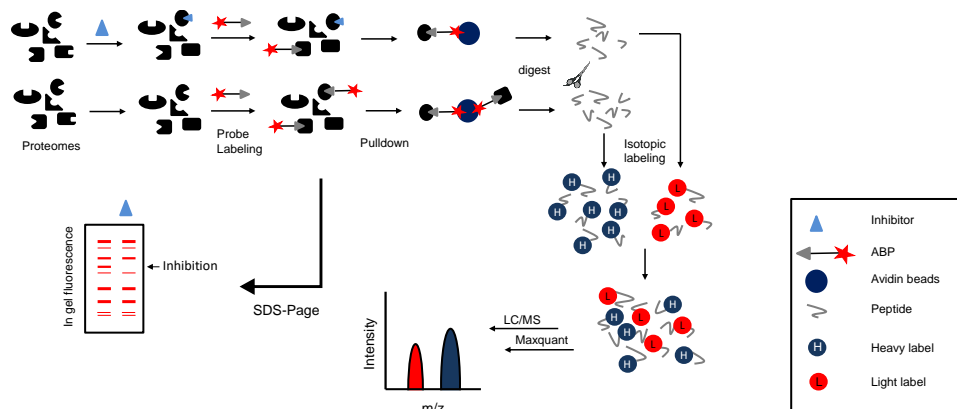 digest
Proteomes
Probe
Labeling
Pulldown
Isotopic
labeling
H
H
H
H
H
H
H
H
L
L
L
L
In gel fluorescence
Inhibition
SDS-Page
Intensity
m/z
LC/MS
Maxquant
L
H
H
L
L
H
L
H
H
Inhibitor
ABP
Avidin beads
Peptide
H
Heavy label
L
Light label